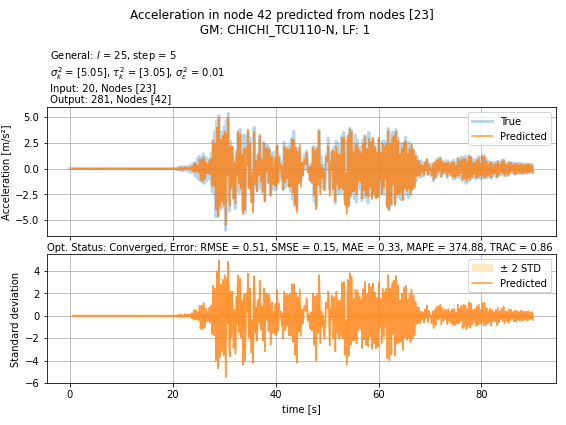 Acceleration in node 42 predicted from nodes [23]
GM: CHICHI_TCU110-N, LF: 1
General: l = 25, step = 5
σ²ₖ = [5.05], τ²ₖ = [3.05], σ²ε = 0.01
Input: 20, Nodes [23]
Output: 281, Nodes [42]
Acceleration [m/s²]
5.0
2.5
0.0
−2.5
−5.0
True
Predicted
Opt. Status: Converged, Error: RMSE = 0.51, SMSE = 0.15, MAE = 0.33, MAPE = 374.88, TRAC = 0.86
Standard deviation
4
2
0
−2
−4
−6
± 2 STD
Predicted
0 20 40 60 80
time [s]